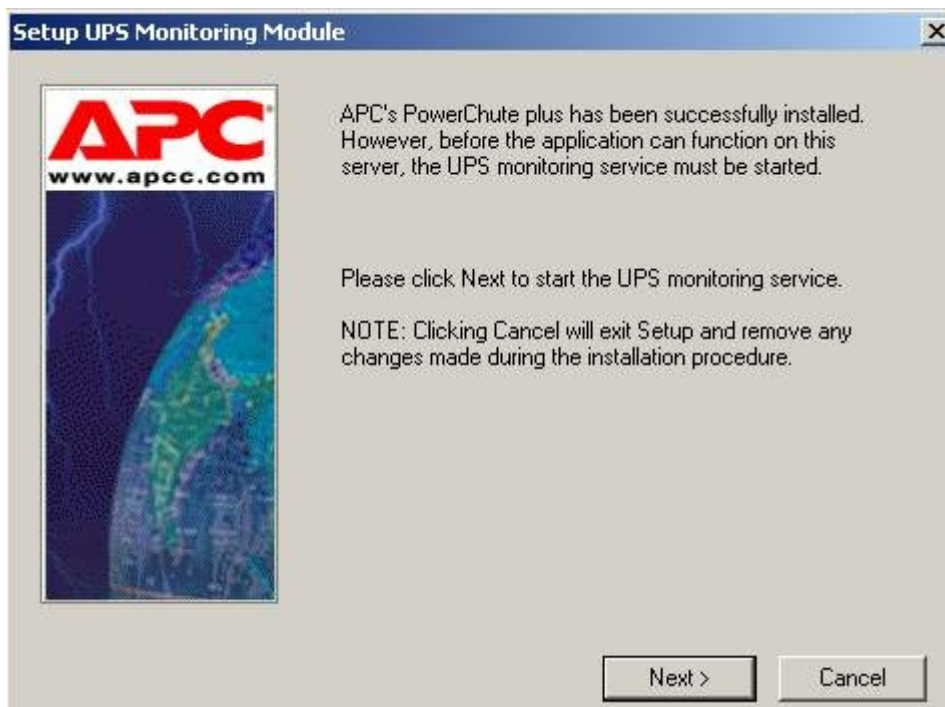 Setup UPS Monitoring Module
APC
www.apcc.com
APC's PowerChute plus has been successfully installed.
However, before the application can function on this
server, the UPS monitoring service must be started.
Please click Next to start the UPS monitoring service.
NOTE: Clicking Cancel will exit Setup and remove any
changes made during the installation procedure.
Next >
Cancel